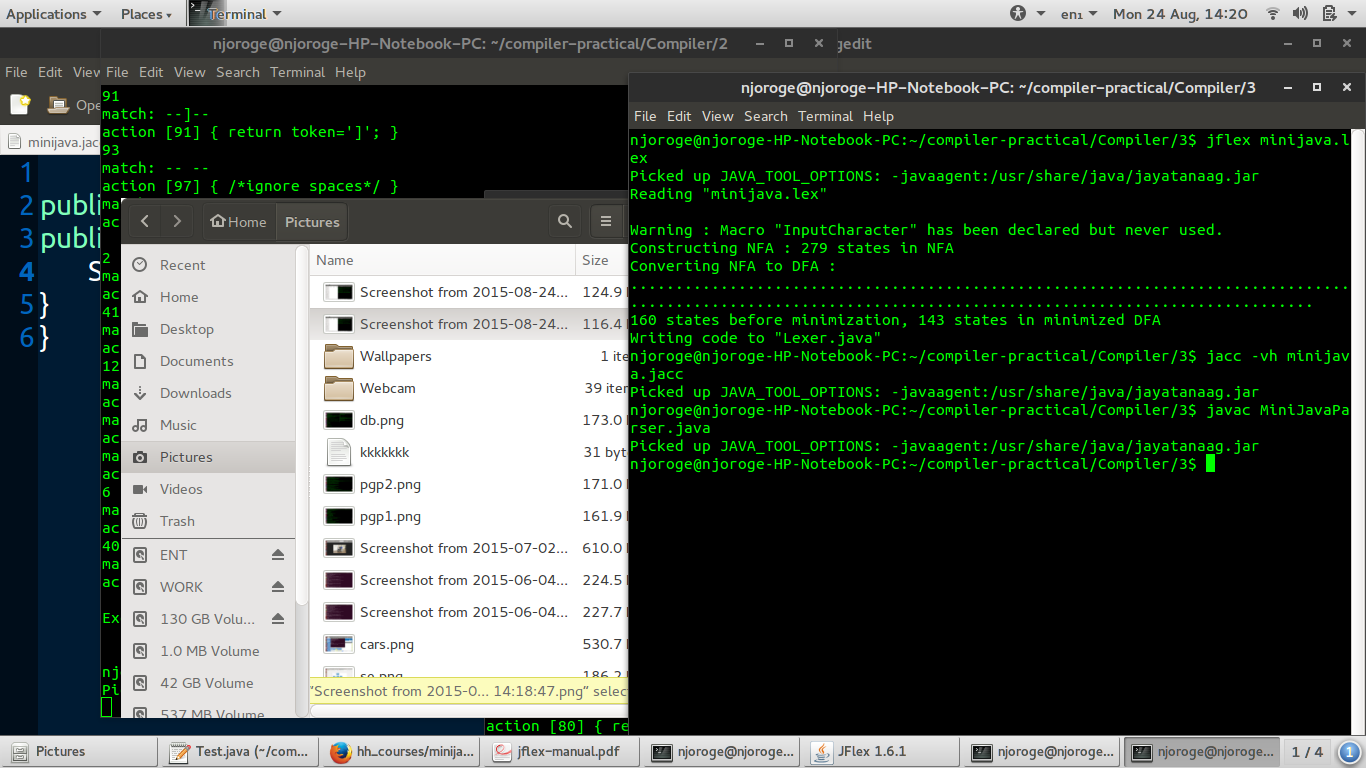 Applications Places Terminal en₁ Mon 24 Aug, 14:20
njoroge@njoroge-HP-Notebook-PC: ~/compiler-practical/Compiler/2
gedit
File Edit View
File Edit View Search Terminal Help
Ope
minijava.jac
1
2 publi
3 publi
4 S
5 }
6 }
91
match: --]--
action [91] { return token=']'; }
93
match: -- --
action [97] { /*ignore spaces*/ }
ma
ac
2
ma
ac
41
ma
ac
12
ma
ac
ma
ac
ma
ac
6
ma
ac
40
ma
ac
Ex
nj
Pi
action [80] { re
Home Pictures
Recent
Home
Desktop
Documents
Downloads
Music
Pictures
Videos
Trash
ENT
WORK
130 GB Volu...
1.0 MB Volume
42 GB Volume
537 MB Volume
Name Size
Screenshot from 2015-08-24... 124.9
Screenshot from 2015-08-24... 116.4
Wallpapers 1 ite
Webcam 39 iter
db.png 173.0
kkkkkkk 31 byt
pgp2.png 171.0
pgp1.png 161.9
Screenshot from 2015-07-02... 610.0
Screenshot from 2015-06-04... 224.5
Screenshot from 2015-06-04... 227.7
cars.png 530.7
se.png 186.2
"Screenshot from 2015-0... 14:18:47.png" selec
njoroge@njoroge-HP-Notebook-PC: ~/compiler-practical/Compiler/3
File Edit View Search Terminal Help
njoroge@njoroge-HP-Notebook-PC:~/compiler-practical/Compiler/3$ jflex minijava.l
ex
Picked up JAVA_TOOL_OPTIONS: -javaagent:/usr/share/java/jayatanaag.jar
Reading "minijava.lex"
Warning : Macro "InputCharacter" has been declared but never used.
Constructing NFA : 279 states in NFA
Converting NFA to DFA :
................................................................................
............................................................................
160 states before minimization, 143 states in minimized DFA
Writing code to "Lexer.java"
njoroge@njoroge-HP-Notebook-PC:~/compiler-practical/Compiler/3$ jacc -vh minijav
a.jacc
Picked up JAVA_TOOL_OPTIONS: -javaagent:/usr/share/java/jayatanaag.jar
njoroge@njoroge-HP-Notebook-PC:~/compiler-practical/Compiler/3$ javac MiniJavaPa
rser.java
Picked up JAVA_TOOL_OPTIONS: -javaagent:/usr/share/java/jayatanaag.jar
njoroge@njoroge-HP-Notebook-PC:~/compiler-practical/Compiler/3$
Pictures Test.java (~/com... hh_courses/minija... jflex-manual.pdf njoroge@njoroge... JFlex 1.6.1 njoroge@njoroge... njoroge@njoroge... 1 / 4 1